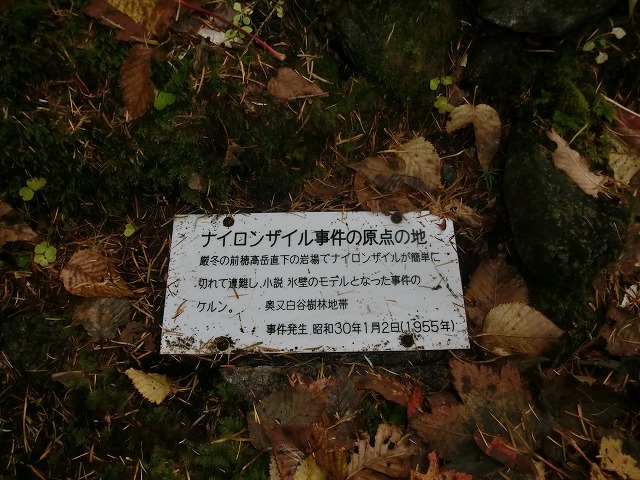 ナイロンザイル事件の原点の地
厳冬の前穂高岳直下の岩場てナイロンザイルが簡単に
切れて遭難し、小説 氷壁のモデルとなった事件の
ケルン。 奥又白谷樹林地帯
事件発生 昭和30年1月2日(1955年)